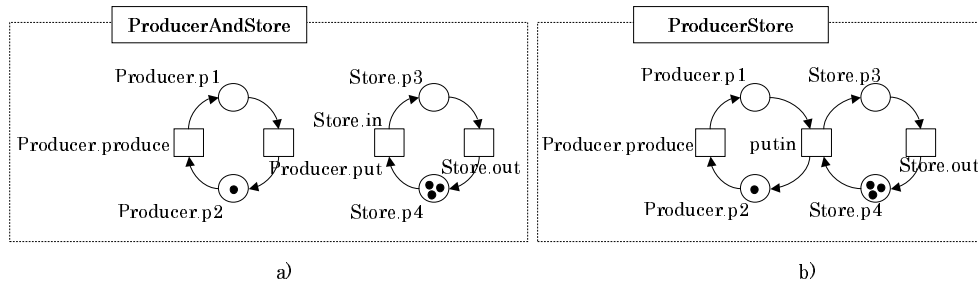 ProducerAndStore
Producer.p1
Store.p3
Store.in
Producer.produce
Producer.put
Store.out
Producer.p2
Store.p4
a)
ProducerStore
Producer.p1
Store.p3
Producer.produce
putin
Store.out
Producer.p2
Store.p4
b)